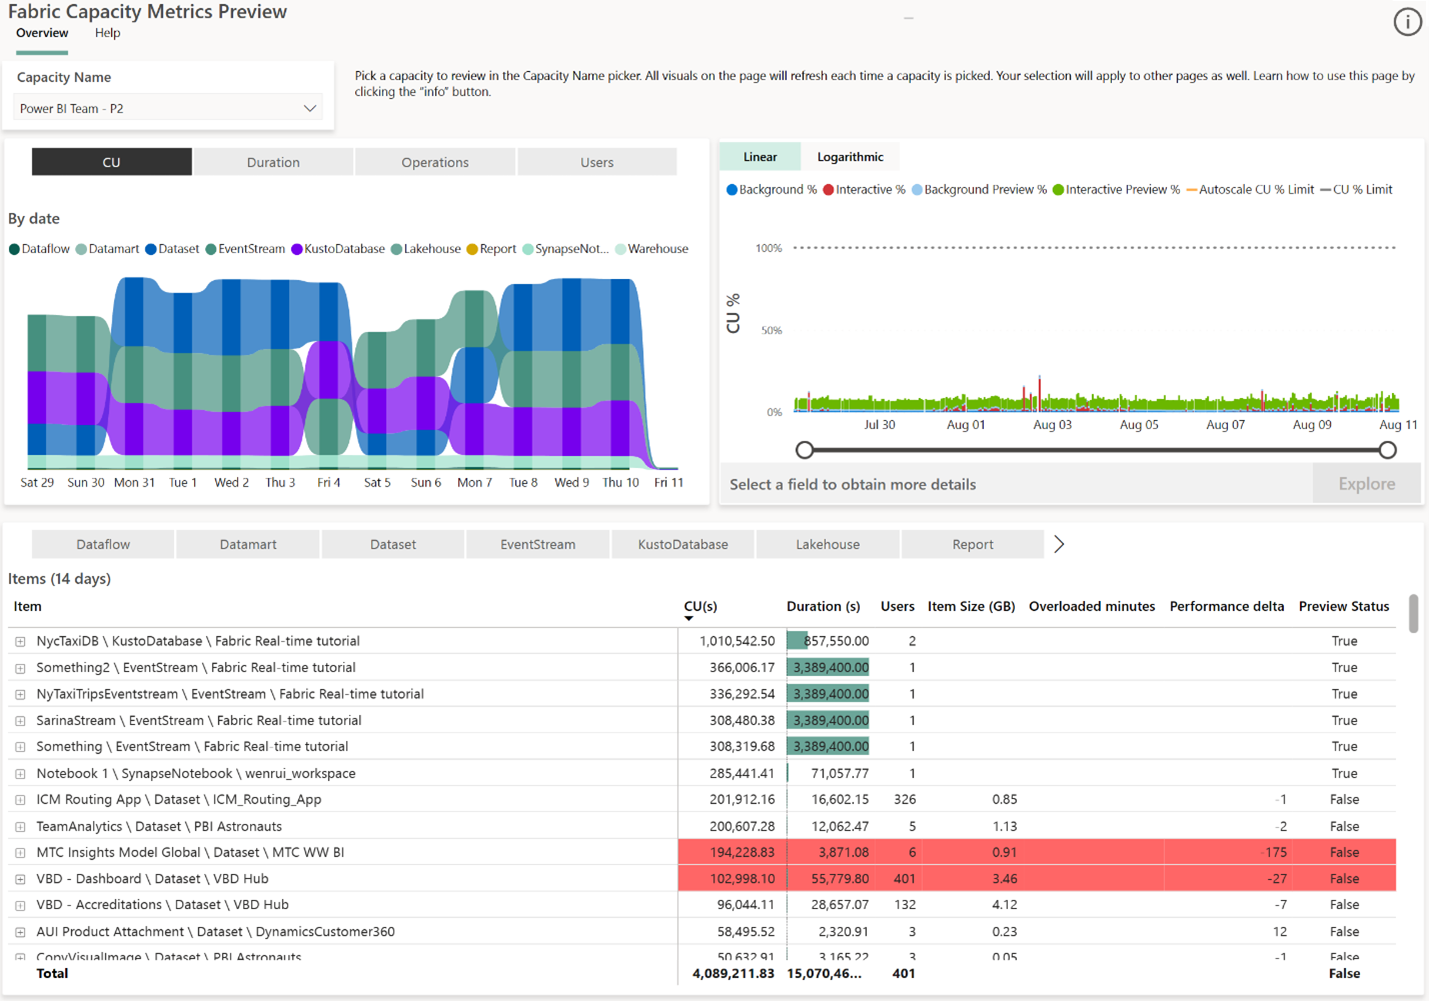 Fabric Capacity Metrics Preview
Overview Help
Capacity Name
Power BI Team - P2
Pick a capacity to review in the Capacity Name picker. All visuals on the page will refresh each time a capacity is picked. Your selection will apply to other pages as well. Learn how to use this page by
clicking the "info" button.
CU Duration Operations Users
By date
Dataflow Datamart Dataset EventStream KustoDatabase Lakehouse Report SynapseNot... Warehouse
Sat 29 Sun 30 Mon 31 Tue 1 Wed 2 Thu 3 Fri 4 Sat 5 Sun 6 Mon 7 Tue 8 Wed 9 Thu 10 Fri 11
Linear Logarithmic
Background % Interactive % Background Preview % Interactive Preview % Autoscale CU % Limit CU % Limit
100%
CU %
50%
0%
Jul 30 Aug 01 Aug 03 Aug 05 Aug 07 Aug 09 Aug 11
Select a field to obtain more details Explore
Dataflow Datamart Dataset EventStream KustoDatabase Lakehouse Report
Items (14 days)
Item CU(s) Duration (s) Users Item Size (GB) Overloaded minutes Performance delta Preview Status
NycTaxiDB \ KustoDatabase \ Fabric Real-time tutorial 1,010,542.50 857,550.00 2 True
Something2 \ EventStream \ Fabric Real-time tutorial 366,006.17 3,389,400.00 1 True
NyTaxiTripsEventstream \ EventStream \ Fabric Real-time tutorial 336,292.54 3,389,400.00 1 True
SarinaStream \ EventStream \ Fabric Real-time tutorial 308,480.38 3,389,400.00 1 True
Something \ EventStream \ Fabric Real-time tutorial 308,319.68 3,389,400.00 1 True
Notebook 1 \ SynapseNotebook \ wenrui_workspace 285,441.41 71,057.77 1 True
ICM Routing App \ Dataset \ ICM_Routing_App 201,912.16 16,602.15 326 0.85 -1 False
TeamAnalytics \ Dataset \ PBI Astronauts 200,607.28 12,062.47 5 1.13 -2 False
MTC Insights Model Global \ Dataset \ MTC WW BI 194,228.83 3,871.08 6 0.91 -175 False
VBD - Dashboard \ Dataset \ VBD Hub 102,998.10 55,779.80 401 3.46 -27 False
VBD - Accreditations \ Dataset \ VBD Hub 96,044.11 28,657.07 132 4.12 -7 False
AUI Product Attachment \ Dataset \ DynamicsCustomer360 58,495.52 2,320.91 3 0.23 12 False
CopyVisualImage \ Dataset \ PBI Astronauts 50,632.91 3,165.22 3 0.05 -1 False
Total 4,089,211.83 15,070,46... 401 False